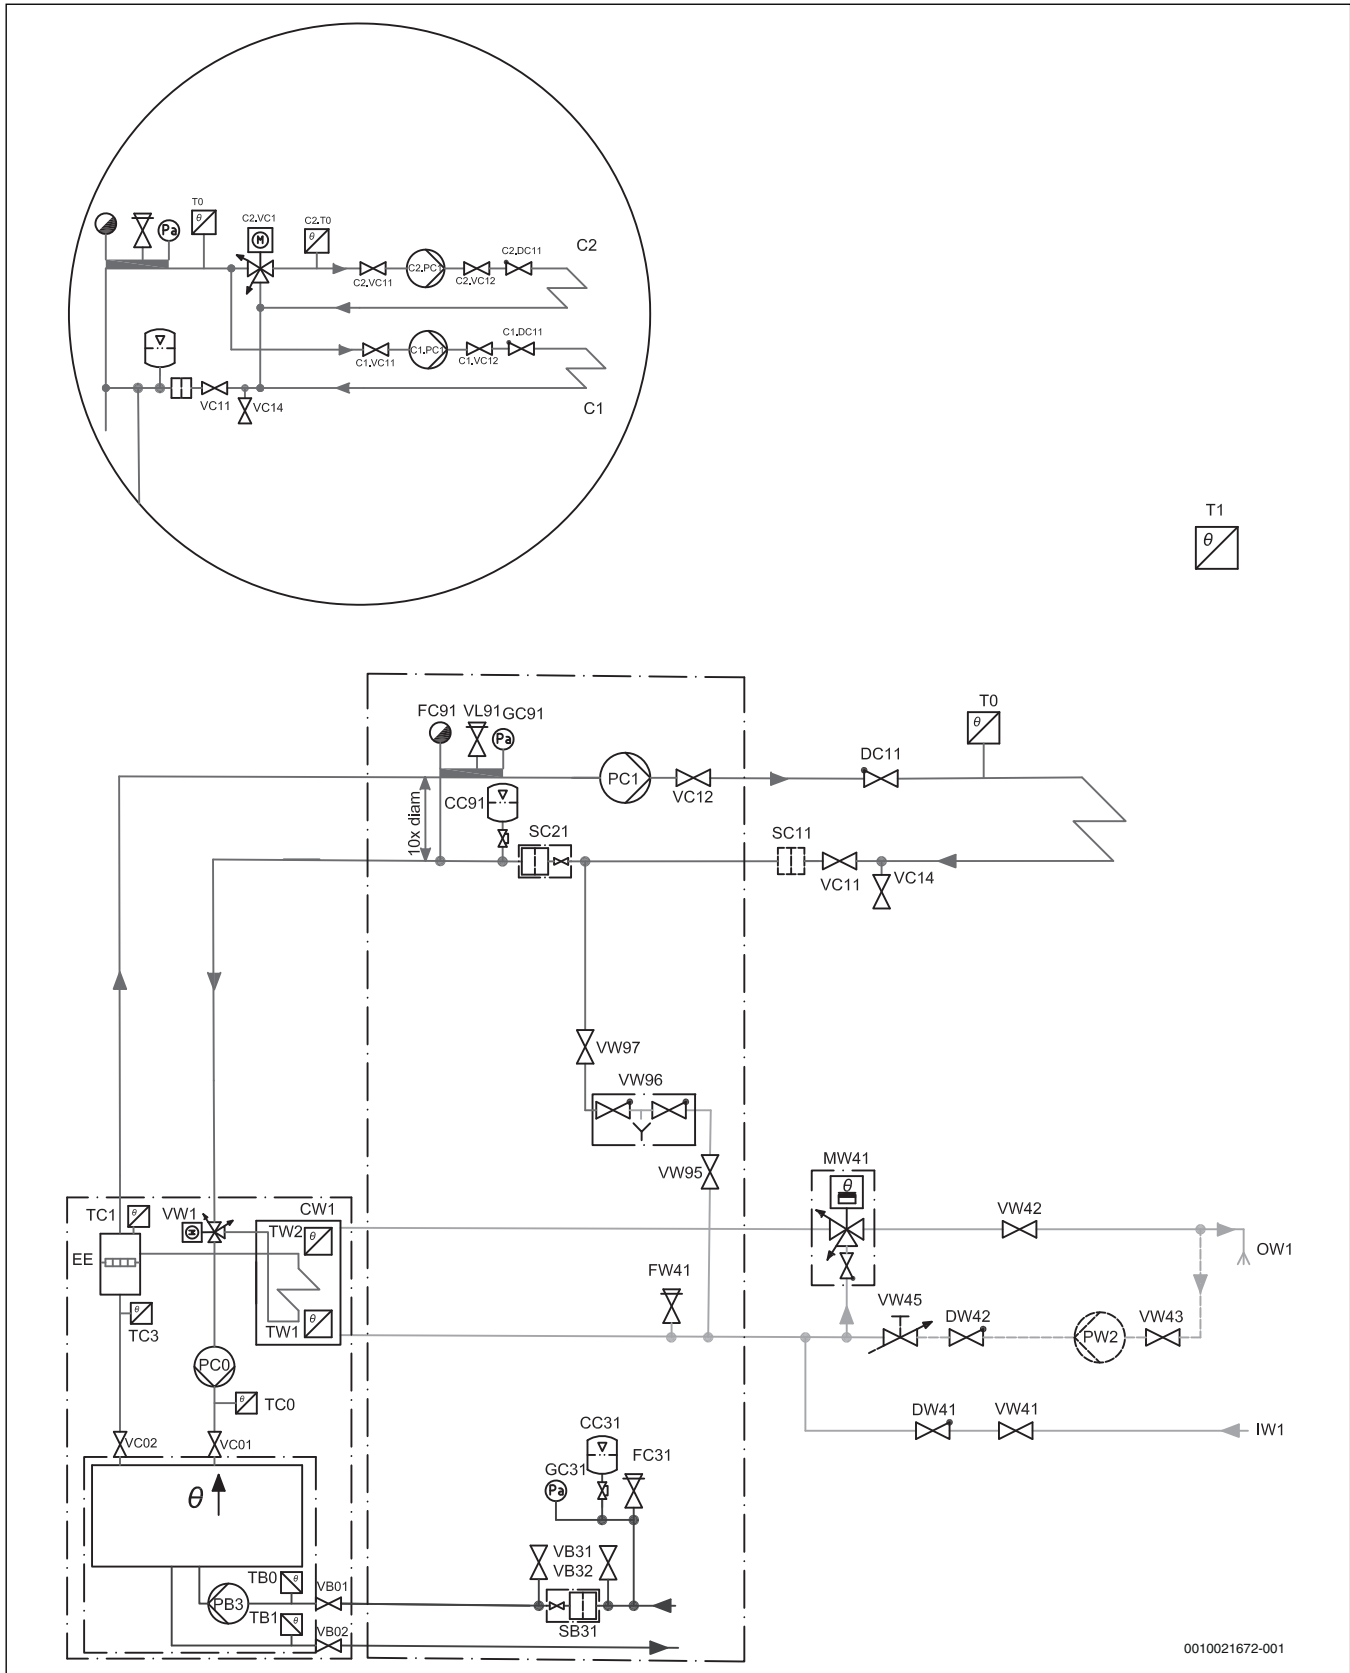 T0
C2.VC1
C2.T0
Pa
M
θ
θ
C2.DC11
C2
C2.VC11
C2.PC1
C2.VC12
C1.DC11
C1.VC11
C1.PC1
C1.VC12
VC11
VC14
C1
T1
θ
FC91
VL91
GC91
Pa
T0
θ
DC11
PC1
VC12
CC91
10x diam
SC21
SC11
VC11
VC14
VW97
VW96
VW95
MW41
θ
VW42
OW1
TC1
θ
VW1
M
CW1
TW2
θ
EE
FW41
VW45
DW42
PW2
VW43
TW1
θ
TC3
θ
PC0
θ
TC0
DW41
VW41
IW1
VC02
VC01
CC31
GC31
FC31
Pa
θ
VB31
VB32
TB0
θ
VB01
PB3
TB1
θ
SB31
VB02
0010021672-001